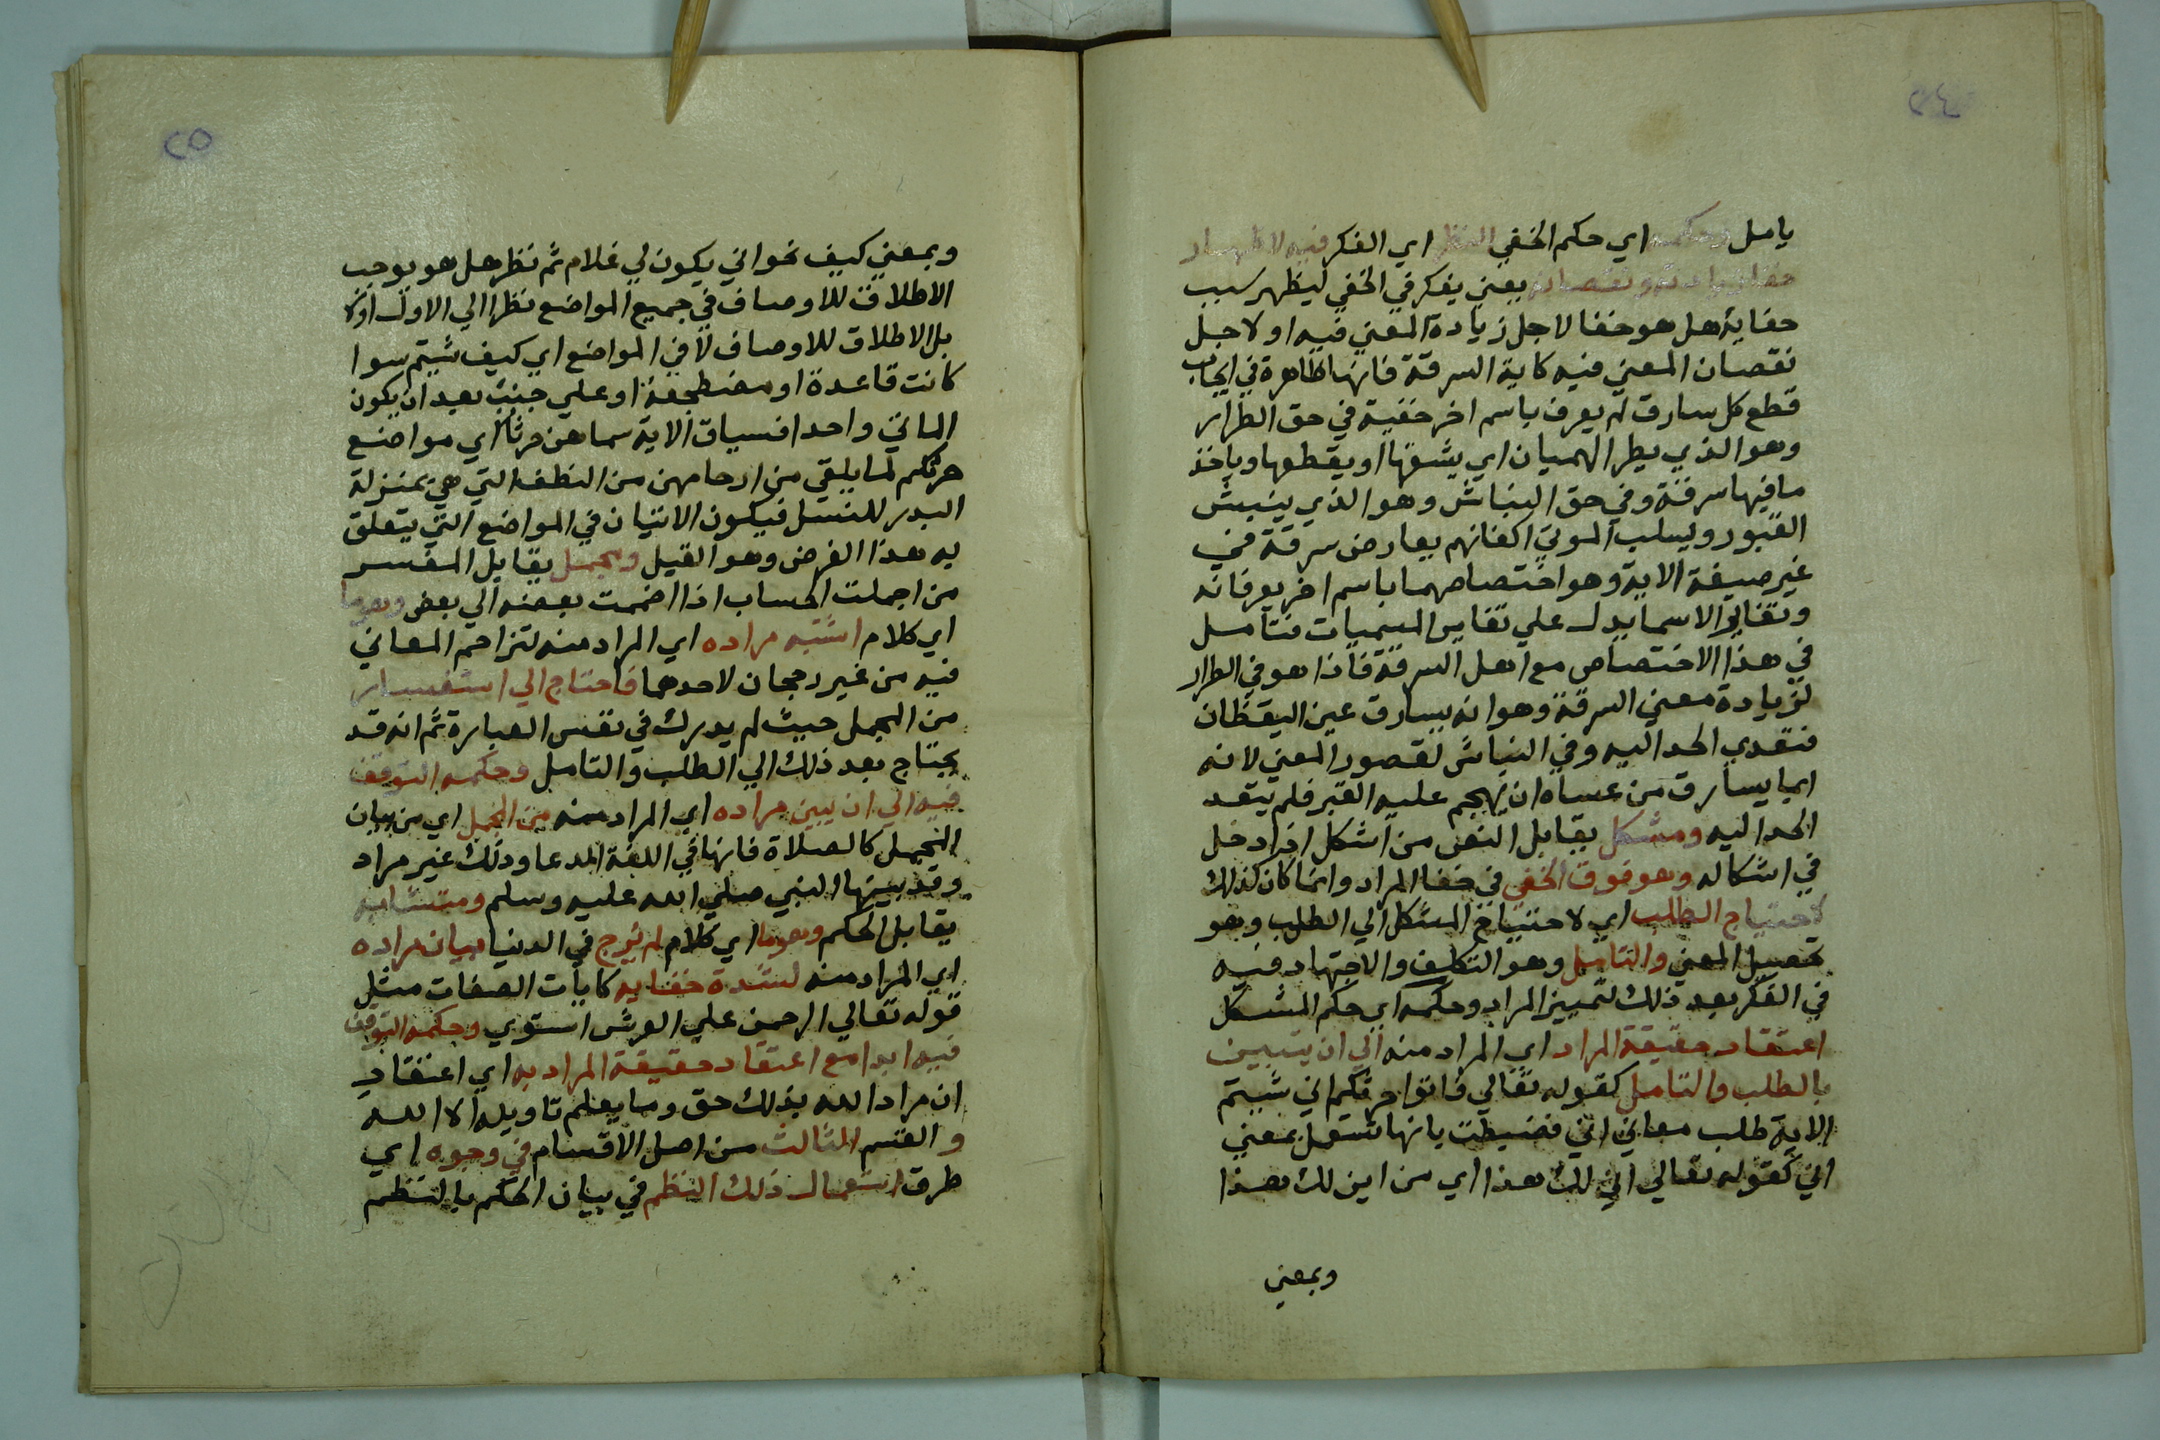 ٢٤
يامل وحكمه اي حكم الخفي النظر اي الفكر فيه لاظهار
خفا زيادته ونقصانه يعني يفكر في الخفي ليظهر سبب
خفايه هل هو خفا لاجل زيادة المعني فيه او لاجل
نقصان المعني فيه كاية السرقة فانها ظاهرة في ايجاب
قطع كل سارق لم يعرف باسم اخر خفية في حق الطرار
وهو الذي يطر الهميان اي يشقها او يقطعها وياخذ
ما فيها سرقة وفي حق النباش وهو الذي ينبش
القبور ويسلب الموتي اكفانهم بعارض سرقة في
غير صيغة الاية وهو اختصاصهما باسم اخر يعرفانه
وتغاير الاسما يدل علي تغاير المسميات فتامل
في هذا الاختصاص مع اهل السرقة فاذا هو في الطرار
لزيادة معني السرقة وهو انه يسارق عين اليقظان
فتعدي الحد اليه وفي النباش لقصور المعني لانه
انما يسارق من عساه ان يهجم عليه القبر فلم يتعد
الحد اليه ومشكل يقابل النص من اشكل اذا دخل
في اشكاله وهو فوق الخفي في خفا المراد وانما كان كذلك
لاحتياج الطلب اي لاحتياج المشكل الي الطلب وهو
تحصيل المعني والتامل وهو التكلف والاجتهاد فيه
في الفكر بعد ذلك لتمييز المراد وحكمه اي حكم المشكل
اعتقاد حقيقة المراد اي المراد منه الي ان يتبين
بالطلب والتامل كقوله تعالي فاتوا حرثكم اني شيتم
الاية طلب معاني اني فضبطت بانها تستعمل بمعني
اني كقوله تعالي اني لك هذا اي من اين لك هذا
وبمعني
٢٥
وبمعني كيف نحو اني يكون لي غلام ثم نظر هل هو يوجب
الاطلاق للاوصاف في جميع المواضع نظرا الي الاول اولا
بل الاطلاق للاوصاف لا في المواضع اي كيف شيتم سوا
كانت قاعدة او مضطجعة او علي جنب بعد ان يكون
الماتي واحدا فسياق الاية سماهن حرثا اي مواضع
حرثكم لما يلقي من ارحامهن من النطفة التي هي بمنزلة
البدر للنسل فيكون الاتيان في المواضع التي يتعلق
به هذا الغرض وهو القبل ومجمل يقابل المفسر
من اجملت الحساب اذا اضممت بعضه الي بعض وهو ما
اي كلام اشتبه مراده اي المراد منه لتزاحم المعاني
فيه من غير رجحان لاحدها فاحتاج الي استفسار
من المجمل حيث لم يدرك في نفس العبارة ثم انه قد
يحتاج بعد ذلك الي الطلب والتامل وحكمه التوقف
فيه الي ان يبين مراده اي المراد منه من المجمل اي من بيان
المجمل كالصلاة فانها في اللغة الدعا وذلك غير مراد
وقد بينها النبي صلي الله عليه وسلم ومتشابه
يقابل المحكم وهو ما اي كلام لم يرج في الدنيا بيان مراده
اي المراد منه لشدة خفايه كايات الصفات مثل
قوله تعالي الرحمن علي العرش استوي وحكمه التوقف
فيه ابدا مع اعتقاد حقيقة المراد به اي اعتقاد
ان مراد الله بذلك حق وما يعلم تاويله الا الله
والقسم الثالث من اصل الاقسام في وجوه اي
طرق استعمال ذلك النظم في بيان الحكم بالنظم